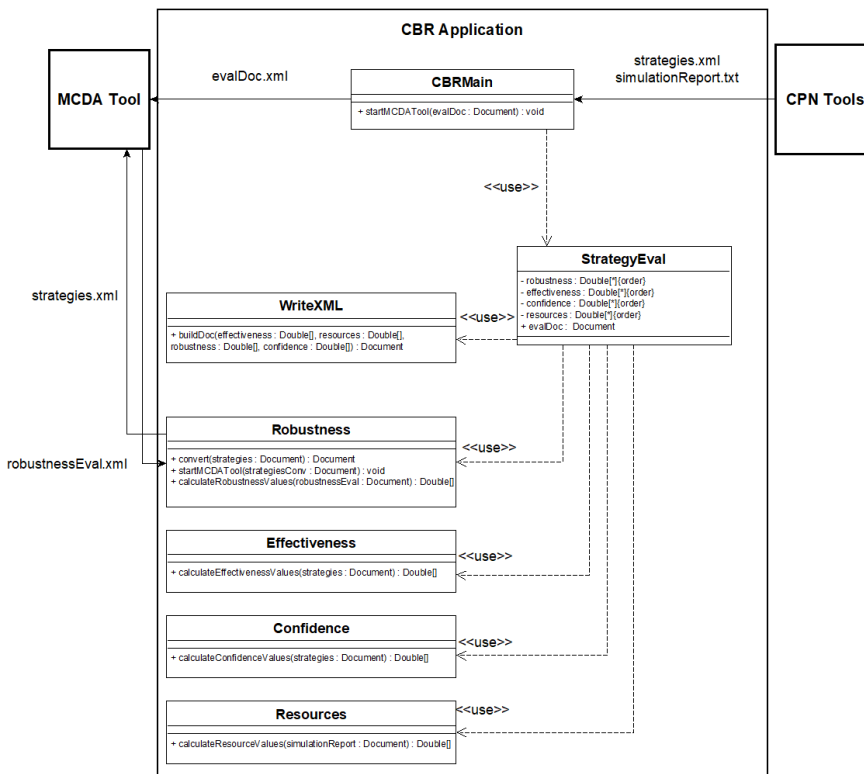 CBR Application
strategies.xml
simulationReport.txt
evalDoc.xml
MCDA Tool
CBRMain
+ startMCDATool(evalDoc : Document) : void
CPN Tools
<<use>>
StrategyEval
- robustness : Double[*]{order}
- effectiveness : Double[*]{order}
- confidence : Double[*]{order}
- resources : Double[*]{order}
+ evalDoc : Document
strategies.xml
WriteXML
+ buildDoc(effectiveness : Double[], resources : Double[],
robustness : Double[], confidence : Double[]) : Document
<<use>>
Robustness
+ convert(strategies : Document) : Document
+ startMCDATool(strategiesConv : Document) : void
+ calculateRobustnessValues(robustnessEval : Document) : Double[]
<<use>>
robustnessEval.xml
Effectiveness
+ calculateEffectivenessValues(strategies : Document) : Double[]
<<use>>
Confidence
+ calculateConfidenceValues(strategies : Document) : Double[]
<<use>>
Resources
+ calculateResourceValues(simulationReport : Document) : Double[]
<<use>>